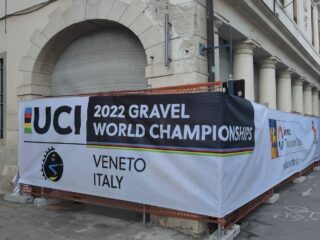 UCI
2022 GRAVEL
WORLD CHAMPIONSHIPS
VENETO
ITALY